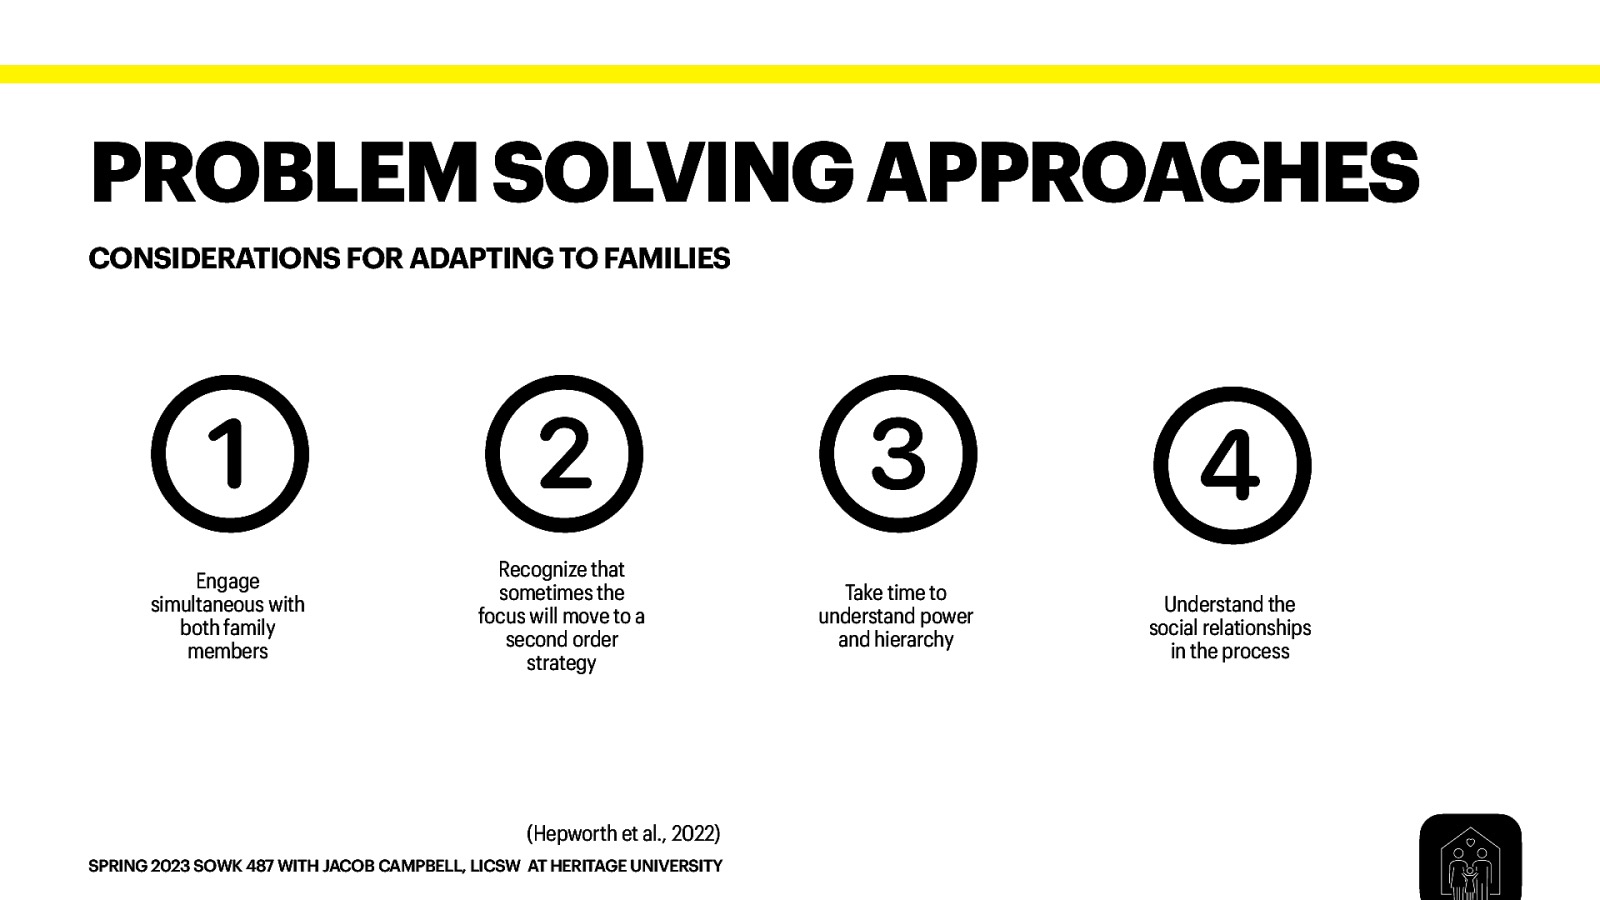 PROBLEM SOLVING APPROACHES
CONSIDERATIONS FOR ADAPTING TO FAMILIES
1
Engage
simultaneous with
both family
members
2
Recognize that
sometimes the
focus will move to a
second order
strategy
3
Take time to
understand power
and hierarchy
4
Understand the
social relationships
in the process
(Hepworth et al., 2022)
SPRING 2023 SOWK 487 WITH JACOB CAMPBELL, LICSW AT HERITAGE UNIVERSITY